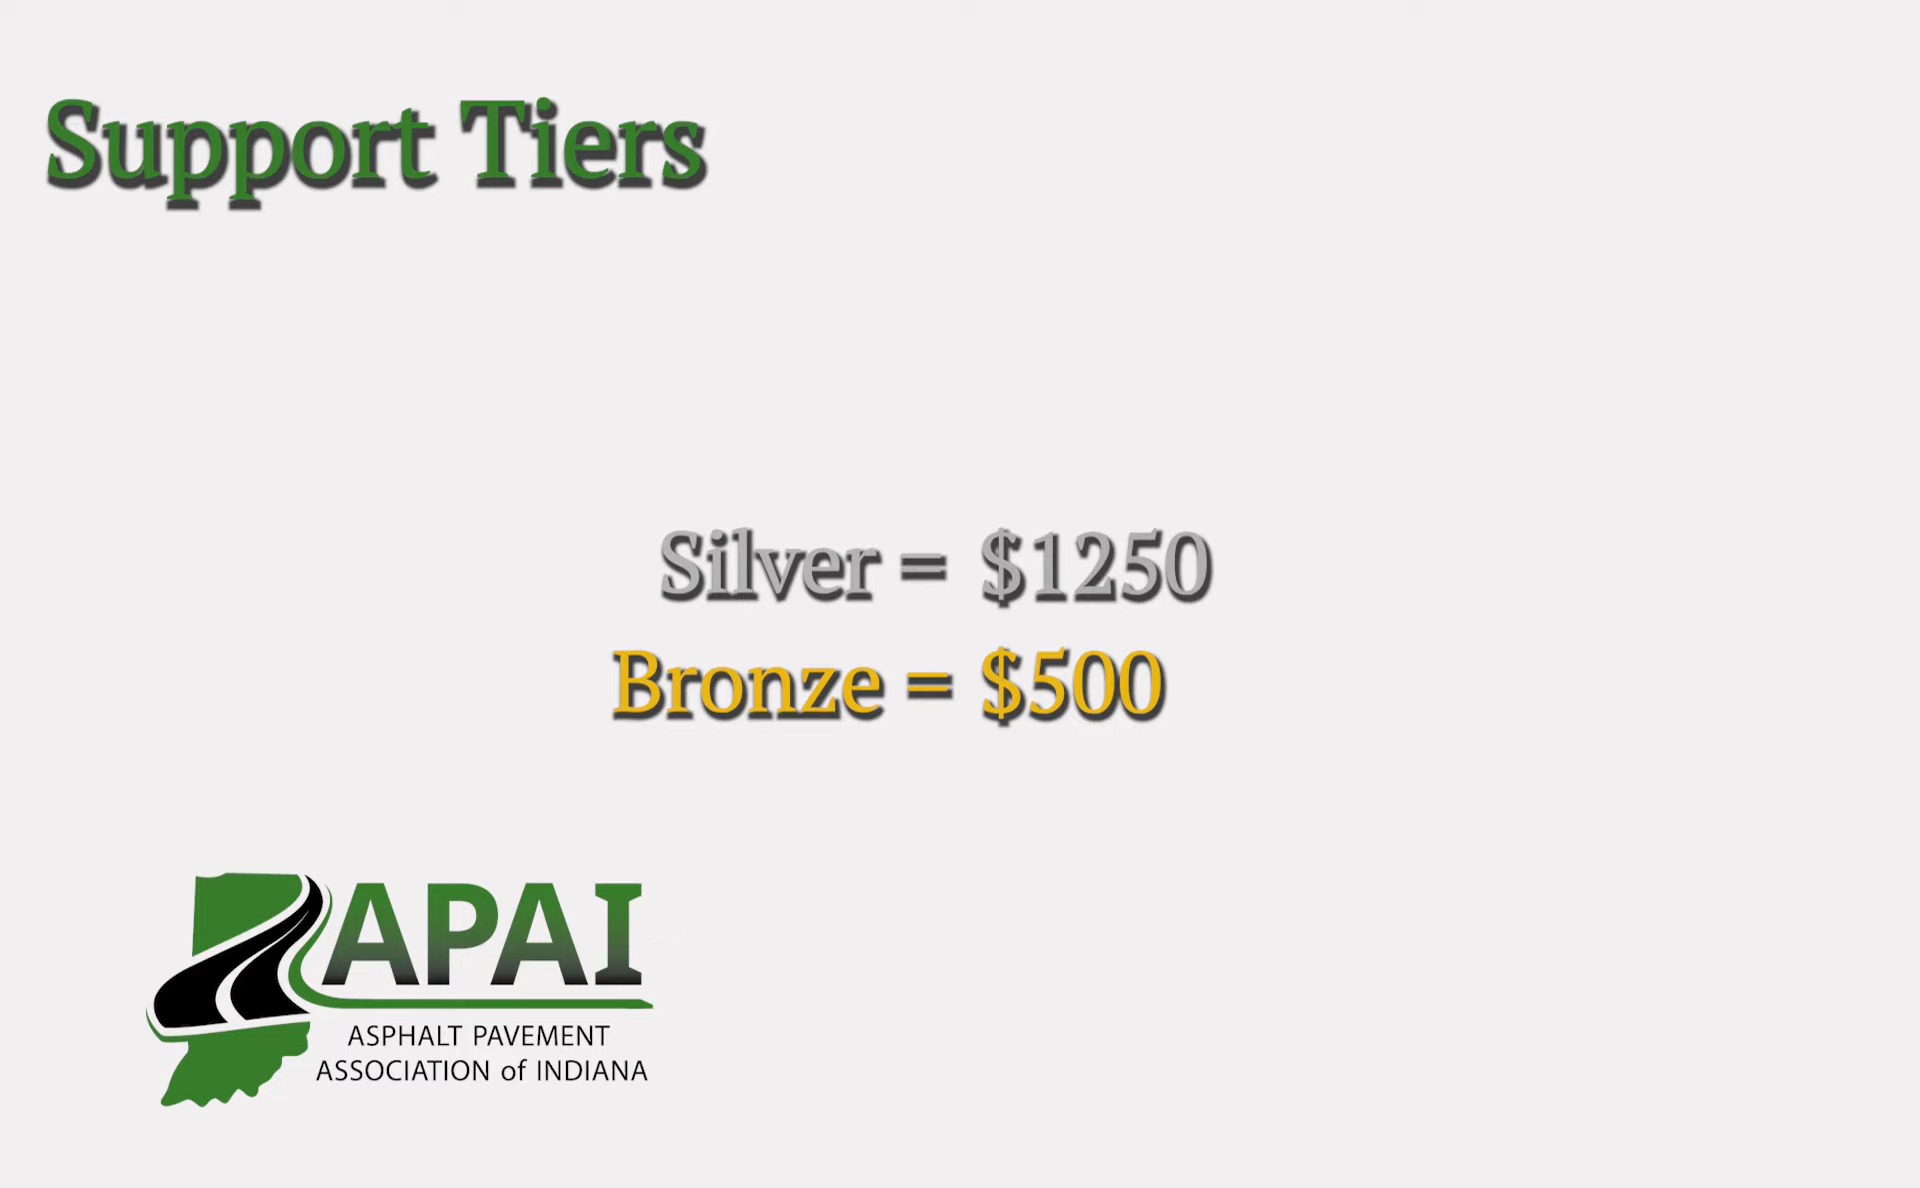 Support Tiers
Silver = $1250
Bronze = $500
APAI
ASPHALT PAVEMENT
ASSOCIATION of INDIANA